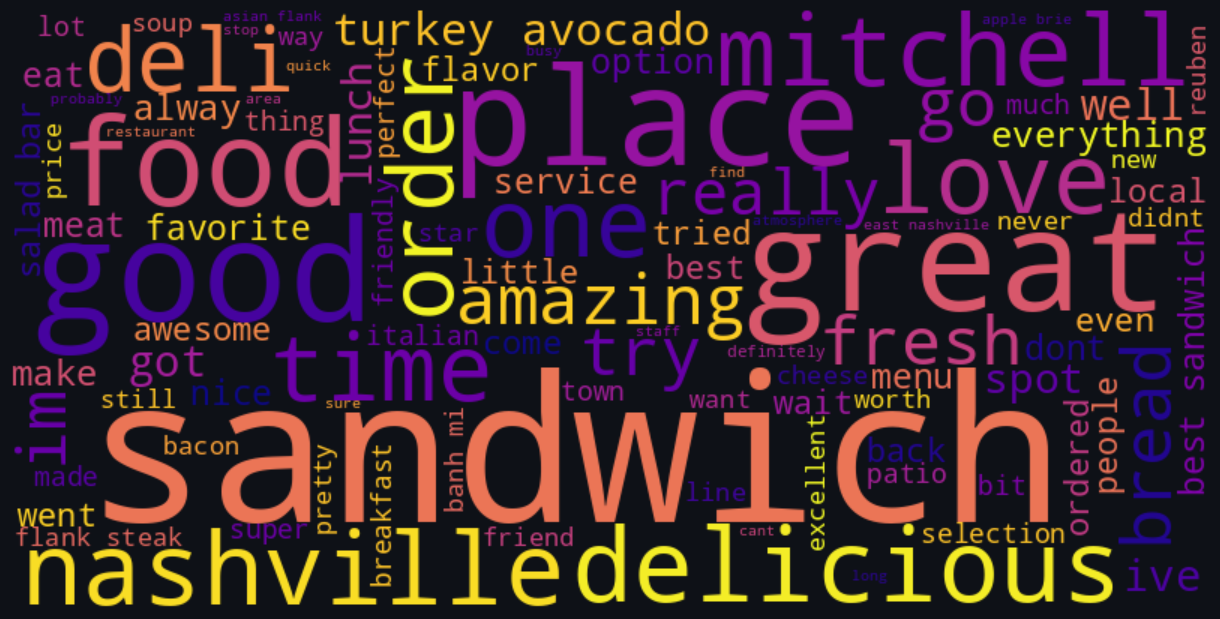 lot
soup
asian flank
stop
way
turkey avocado
mitchell
apple brie
reuben
deli
eat
quick
busy
option
flavor
probably
alway
area
thing
restaurant
salad bar
price
food
lunch
perfect
order
place
go
much
well
everything
new
love
local
service
find
really
meat
favorite
friendly
star
one
tried
atmosphere
east nashville
never
didnt
good
little
best
great
best sandwich
amazing
awesome
italian
come
try
staff
definitely
fresh
even
dont
make
got
time
nice
town
want
cheese
menu
spot
wait
worth
still
sure
im
sandwich
bacon
pretty
breakfast
banh mi
line
excellent
back
patio
bit
ordered
people
bread
made
went
flank steak
super
friend
cant
selection
nashville
delicious
long
ive